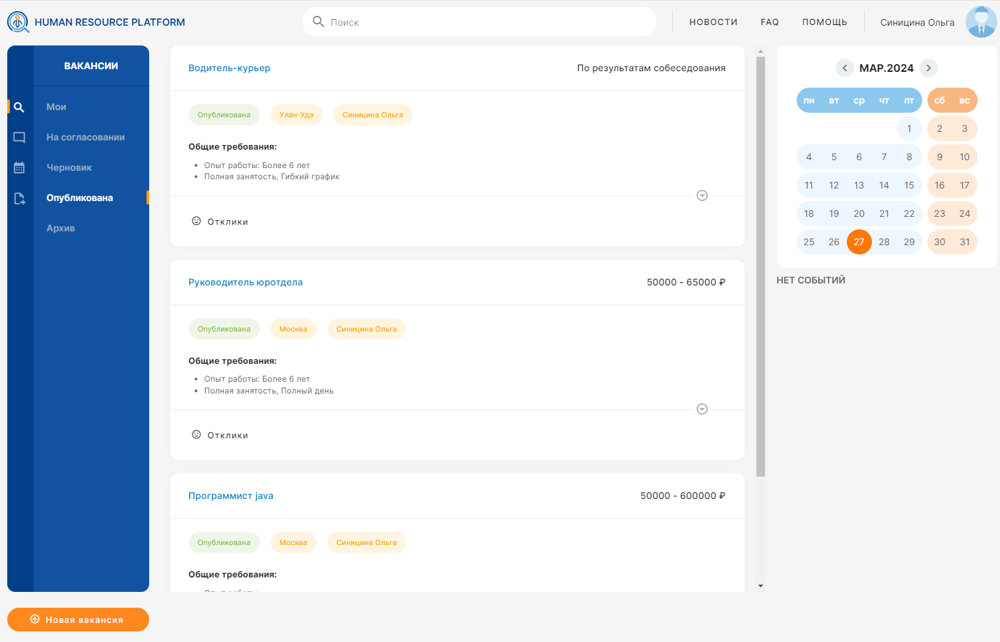 HUMAN RESOURCE PLATFORM
Поиск
НОВОСТИ
FAQ
ПОМОЩЬ
Синицина Ольга
ВАКАНСИИ
Мои
На согласовании
Черновик
Опубликована
Архив
Новая вакансия
Водитель-курьер
По результатам собеседования
Опубликована
Улан-Удэ
Синицина Ольга
Общие требования:
Опыт работы: Более 6 лет
Полная занятость, Гибкий график
Отклики
Руководитель юротдела
50000 - 65000 ₽
Опубликована
Москва
Синицина Ольга
Общие требования:
Опыт работы: Более 6 лет
Полная занятость, Полный день
Отклики
Программист java
50000 - 600000 ₽
Опубликована
Москва
Синицина Ольга
Общие требования:
МАР.2024
пн вт ср чт пт сб вс
1 2 3
4 5 6 7 8 9 10
11 12 13 14 15 16 17
18 19 20 21 22 23 24
25 26 27 28 29 30 31
НЕТ СОБЫТИЙ